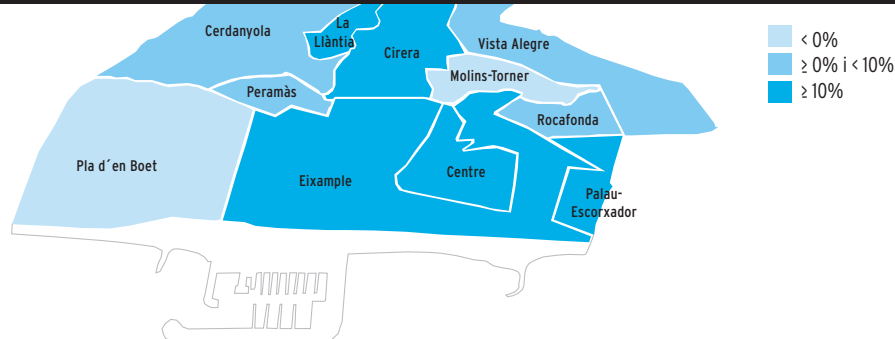 Cerdanyola
La
Llàntia
Cirera
Vista Alegre
Molins-Torner
Peramàs
Rocafonda
Pla d´en Boet
Eixample
Centre
Palau-
Escorxador
< 0%
≥ 0% i < 10%
≥ 10%